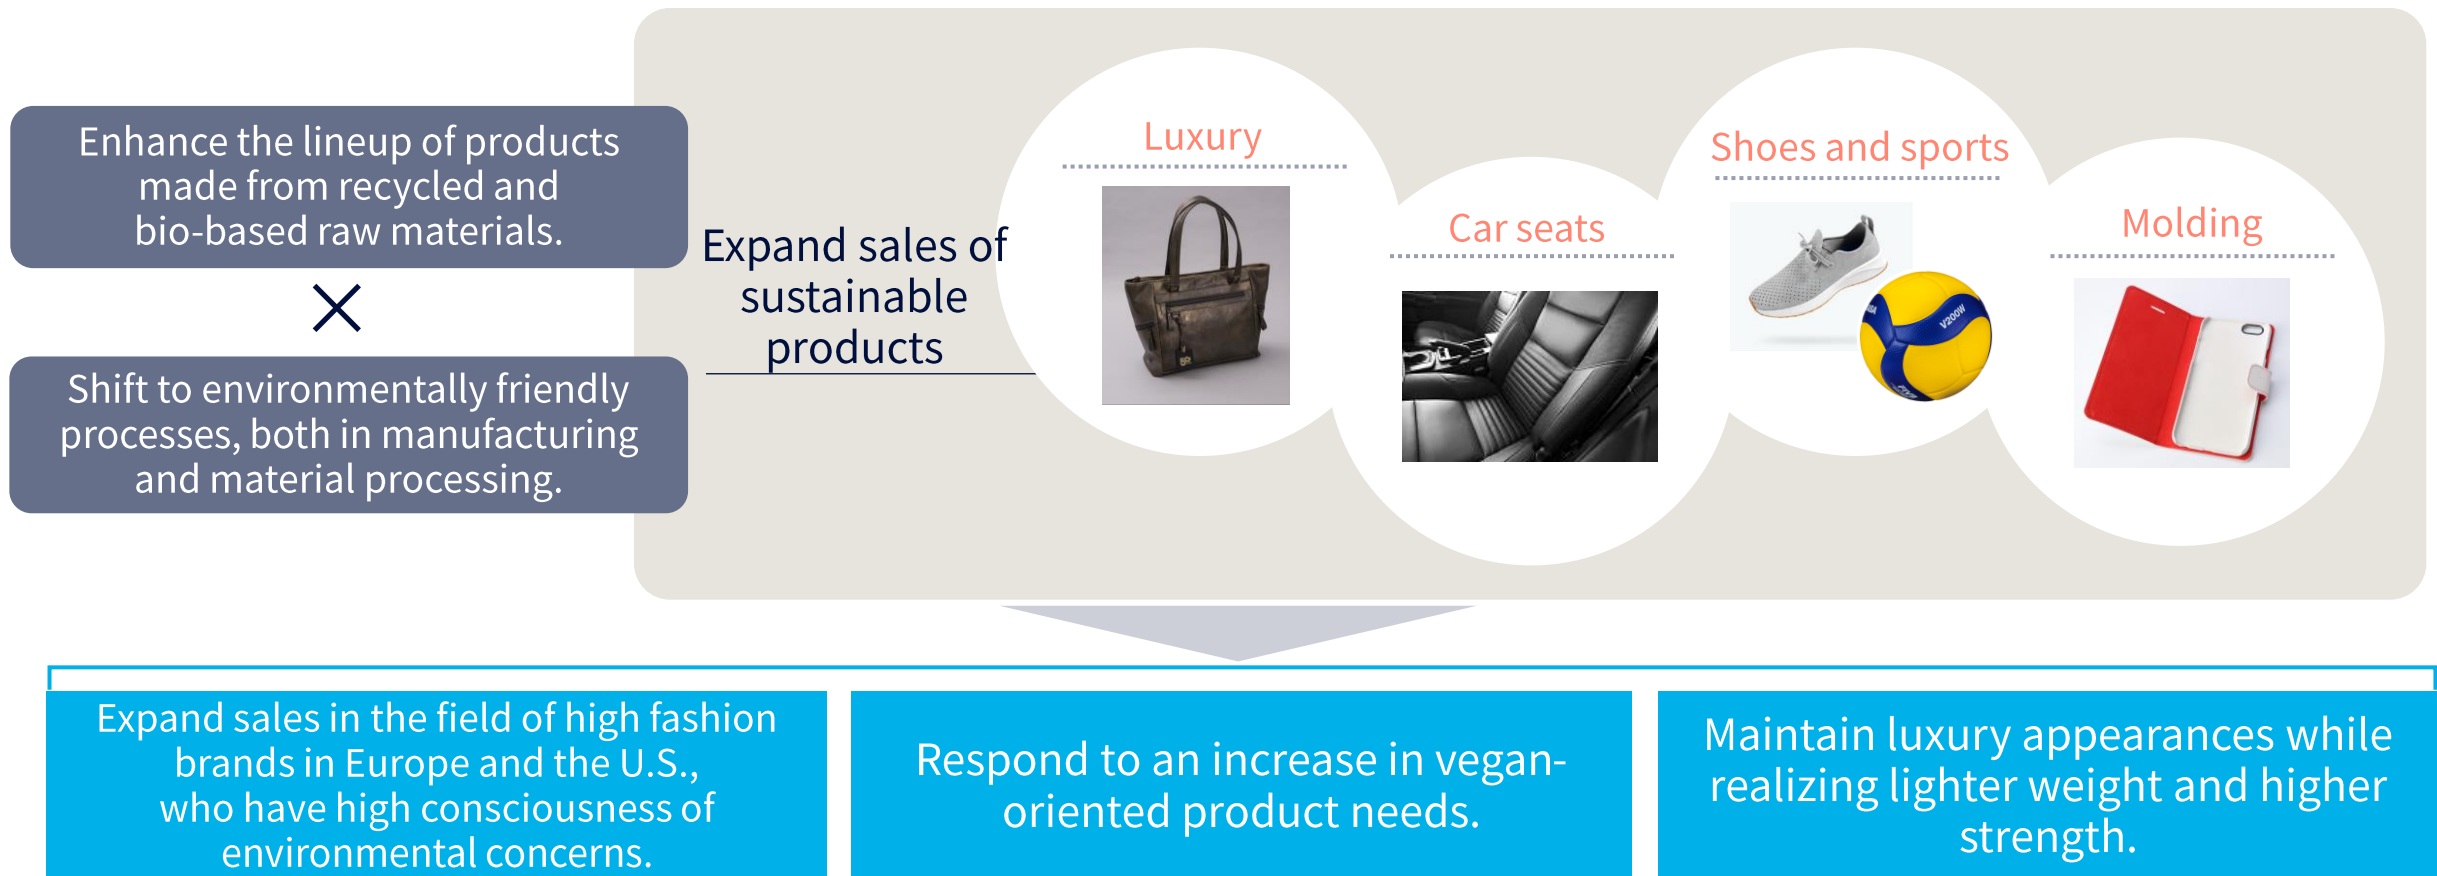 Enhance the lineup of products
made from recycled and
bio-based raw materials.
×
Shift to environmentally friendly
processes, both in manufacturing
and material processing.
Expand sales of
sustainable
products
Luxury
Car seats
Shoes and sports
V200W
Molding
Expand sales in the field of high fashion
brands in Europe and the U.S.,
who have high consciousness of
environmental concerns.
Respond to an increase in vegan-
oriented product needs.
Maintain luxury appearances while
realizing lighter weight and higher
strength.